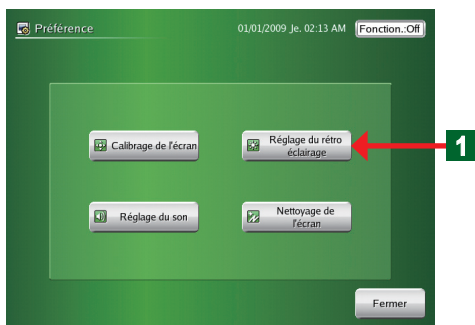 Préférence
01/01/2009 Je. 02:13 AM
Fonction.:Off
Calibrage de l'écran
Réglage du rétro
éclairage
1
Réglage du son
Nettoyage de
l'écran
Fermer